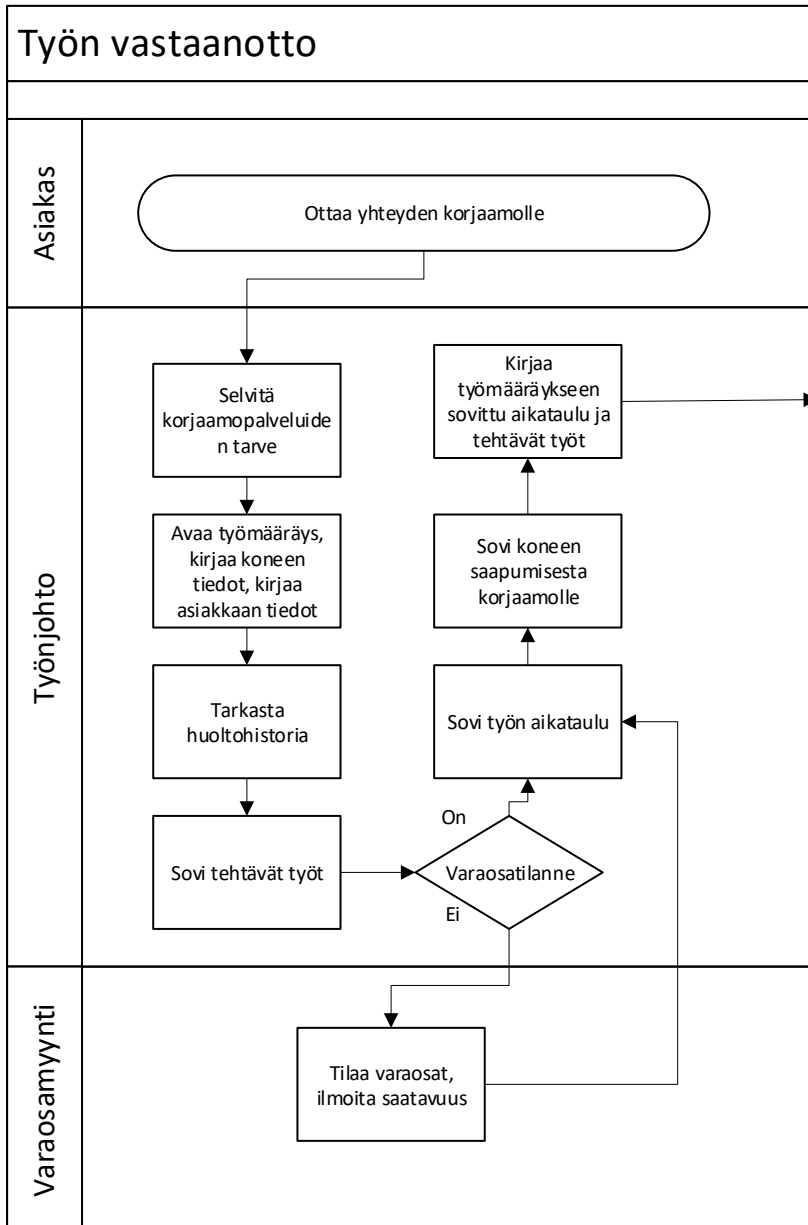 Työn vastaanotto
Asiakas
Ottaa yhteyden korjaamolle
Työnjohto
Selvitä
korjaamopalveluide
n tarve
Avaa työmääräys,
kirjaa koneen
tiedot, kirjaa
asiakkaan tiedot
Tarkasta
huoltohistoria
Sovi tehtävät työt
Varaosatilanne
On
Ei
Sovi työn aikataulu
Sovi koneen
saapumisesta
korjaamolle
Kirjaa
työmääräykseen
sovittu aikataulu ja
tehtävät työt
Varaosamyynti
Tilaa varaosat,
ilmoita saatavuus